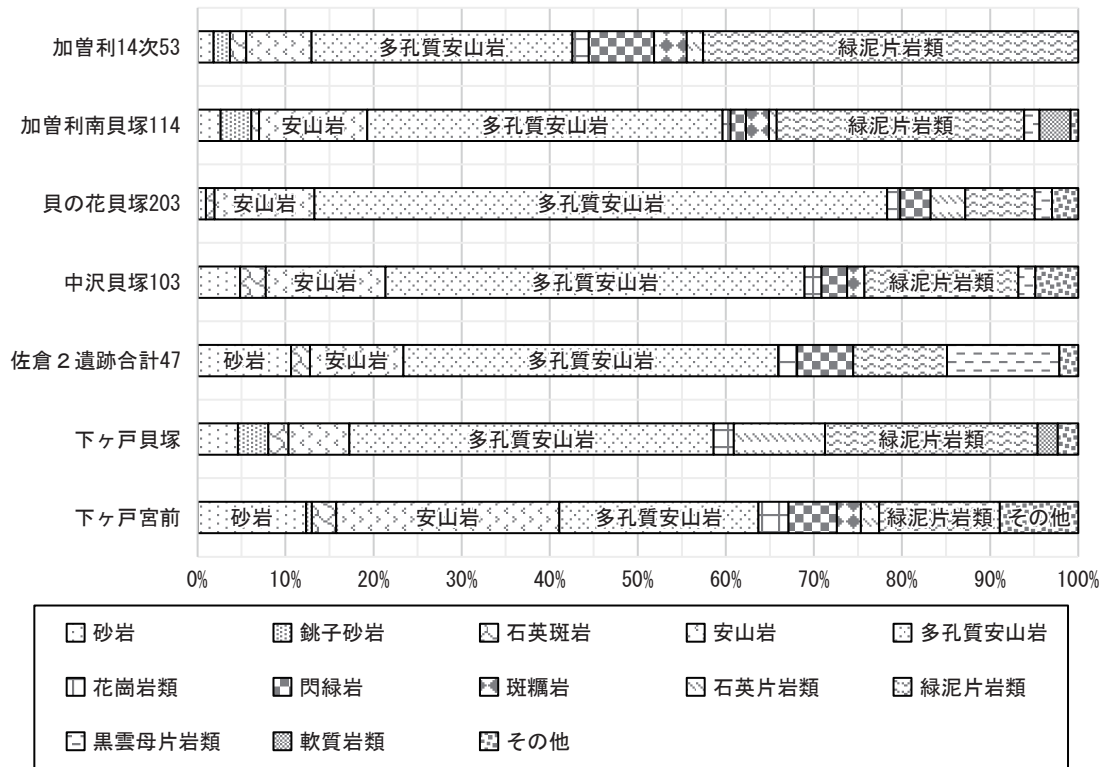 加曽利14次53
多孔質安山岩
緑泥片岩類
加曽利南貝塚114
安山岩
多孔質安山岩
緑泥片岩類
貝の花貝塚203
安山岩
多孔質安山岩
中沢貝塚103
安山岩
多孔質安山岩
緑泥片岩類
佐倉２遺跡合計47
砂岩
安山岩
多孔質安山岩
下ヶ戸貝塚
多孔質安山岩
緑泥片岩類
下ヶ戸宮前
砂岩
安山岩
多孔質安山岩
緑泥片岩類
その他
0% 10% 20% 30% 40% 50% 60% 70% 80% 90% 100%
砂岩 銚子砂岩 石英斑岩 安山岩 多孔質安山岩
花崗岩類 閃緑岩 斑糲岩 石英片岩類 緑泥片岩類
黒雲母片岩類 軟質岩類 その他